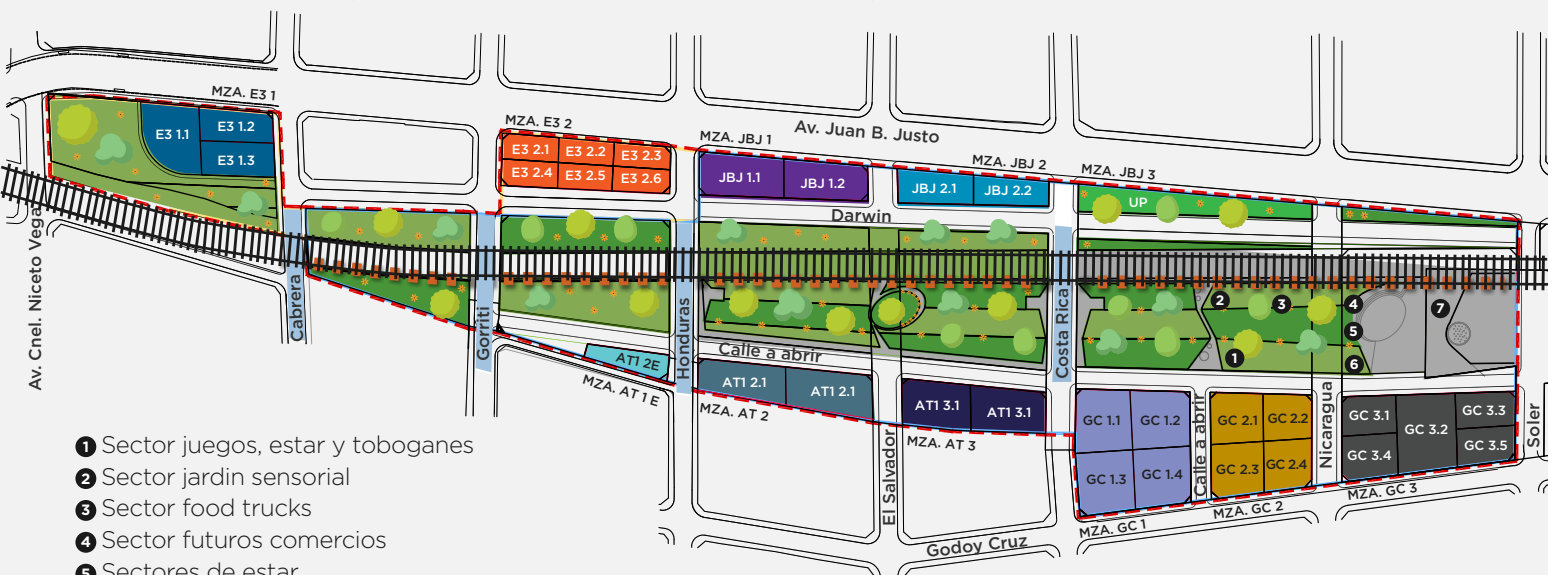 MZA. E3 1
E3 1.1
E3 1.2
E3 1.3
MZA. E3 2
E3 2.1
E3 2.2
E3 2.3
E3 2.4
E3 2.5
E3 2.6
Av. Juan B. Justo
MZA. JBJ 1
JBJ 1.1
JBJ 1.2
MZA. JBJ 2
JBJ 2.1
JBJ 2.2
MZA. JBJ 3
UP
Darwin
Av. Cnel. Niceto Vega
Cabrera
Gorriti
Honduras
Costa Rica
2
3
4
5
6
7
1
Calle a abrir
AT1 2E
MZA. AT 1 E
AT1 2.1
AT1 2.1
MZA. AT 2
AT1 3.1
AT1 3.1
MZA. AT 3
El Salvador
Godoy Cruz
GC 1.1
GC 1.2
GC 1.3
GC 1.4
MZA. GC 1
Calle a abrir
GC 2.1
GC 2.2
GC 2.3
GC 2.4
MZA. GC 2
Nicaragua
GC 3.1
GC 3.2
GC 3.3
GC 3.4
GC 3.5
MZA. GC 3
Soler
1 Sector juegos, estar y toboganes
2 Sector jardin sensorial
3 Sector food trucks
4 Sector futuros comercios
5 Sectores de estar